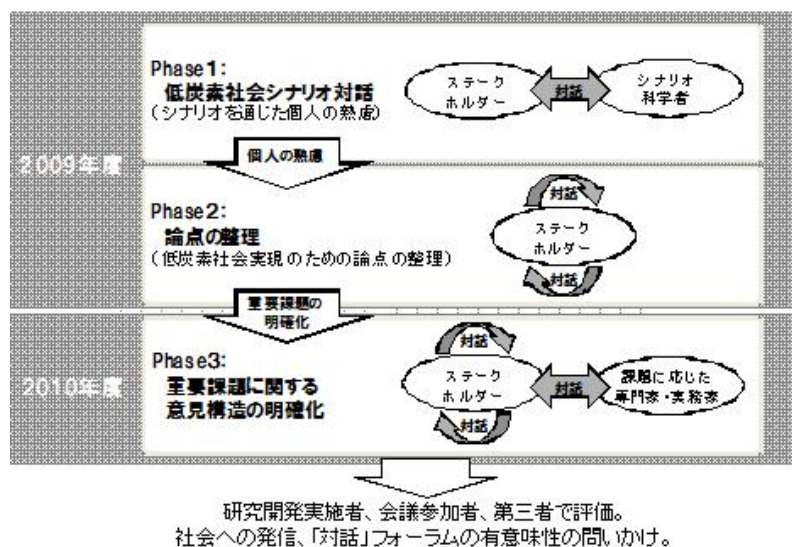 2009年度
Phase1:
低炭素社会シナリオ対話
(シナリオを通じた個人の熟慮)
ステーク
ホルダー
対話
シナリオ
科学者
個人の熟慮
Phase2:
論点の整理
(低炭素社会実現のための論点の整理)
対話
ステーク
ホルダー
対話
重要課題の
明確化
2010年度
Phase3:
重要課題に関する
意見構造の明確化
対話
ステーク
ホルダー
対話
対話
課題に応じた
専門家・実務家
研究開発実施者、会議参加者、第三者で評価。
社会への発信、「対話」フォーラムの有意味性の問いかけ。